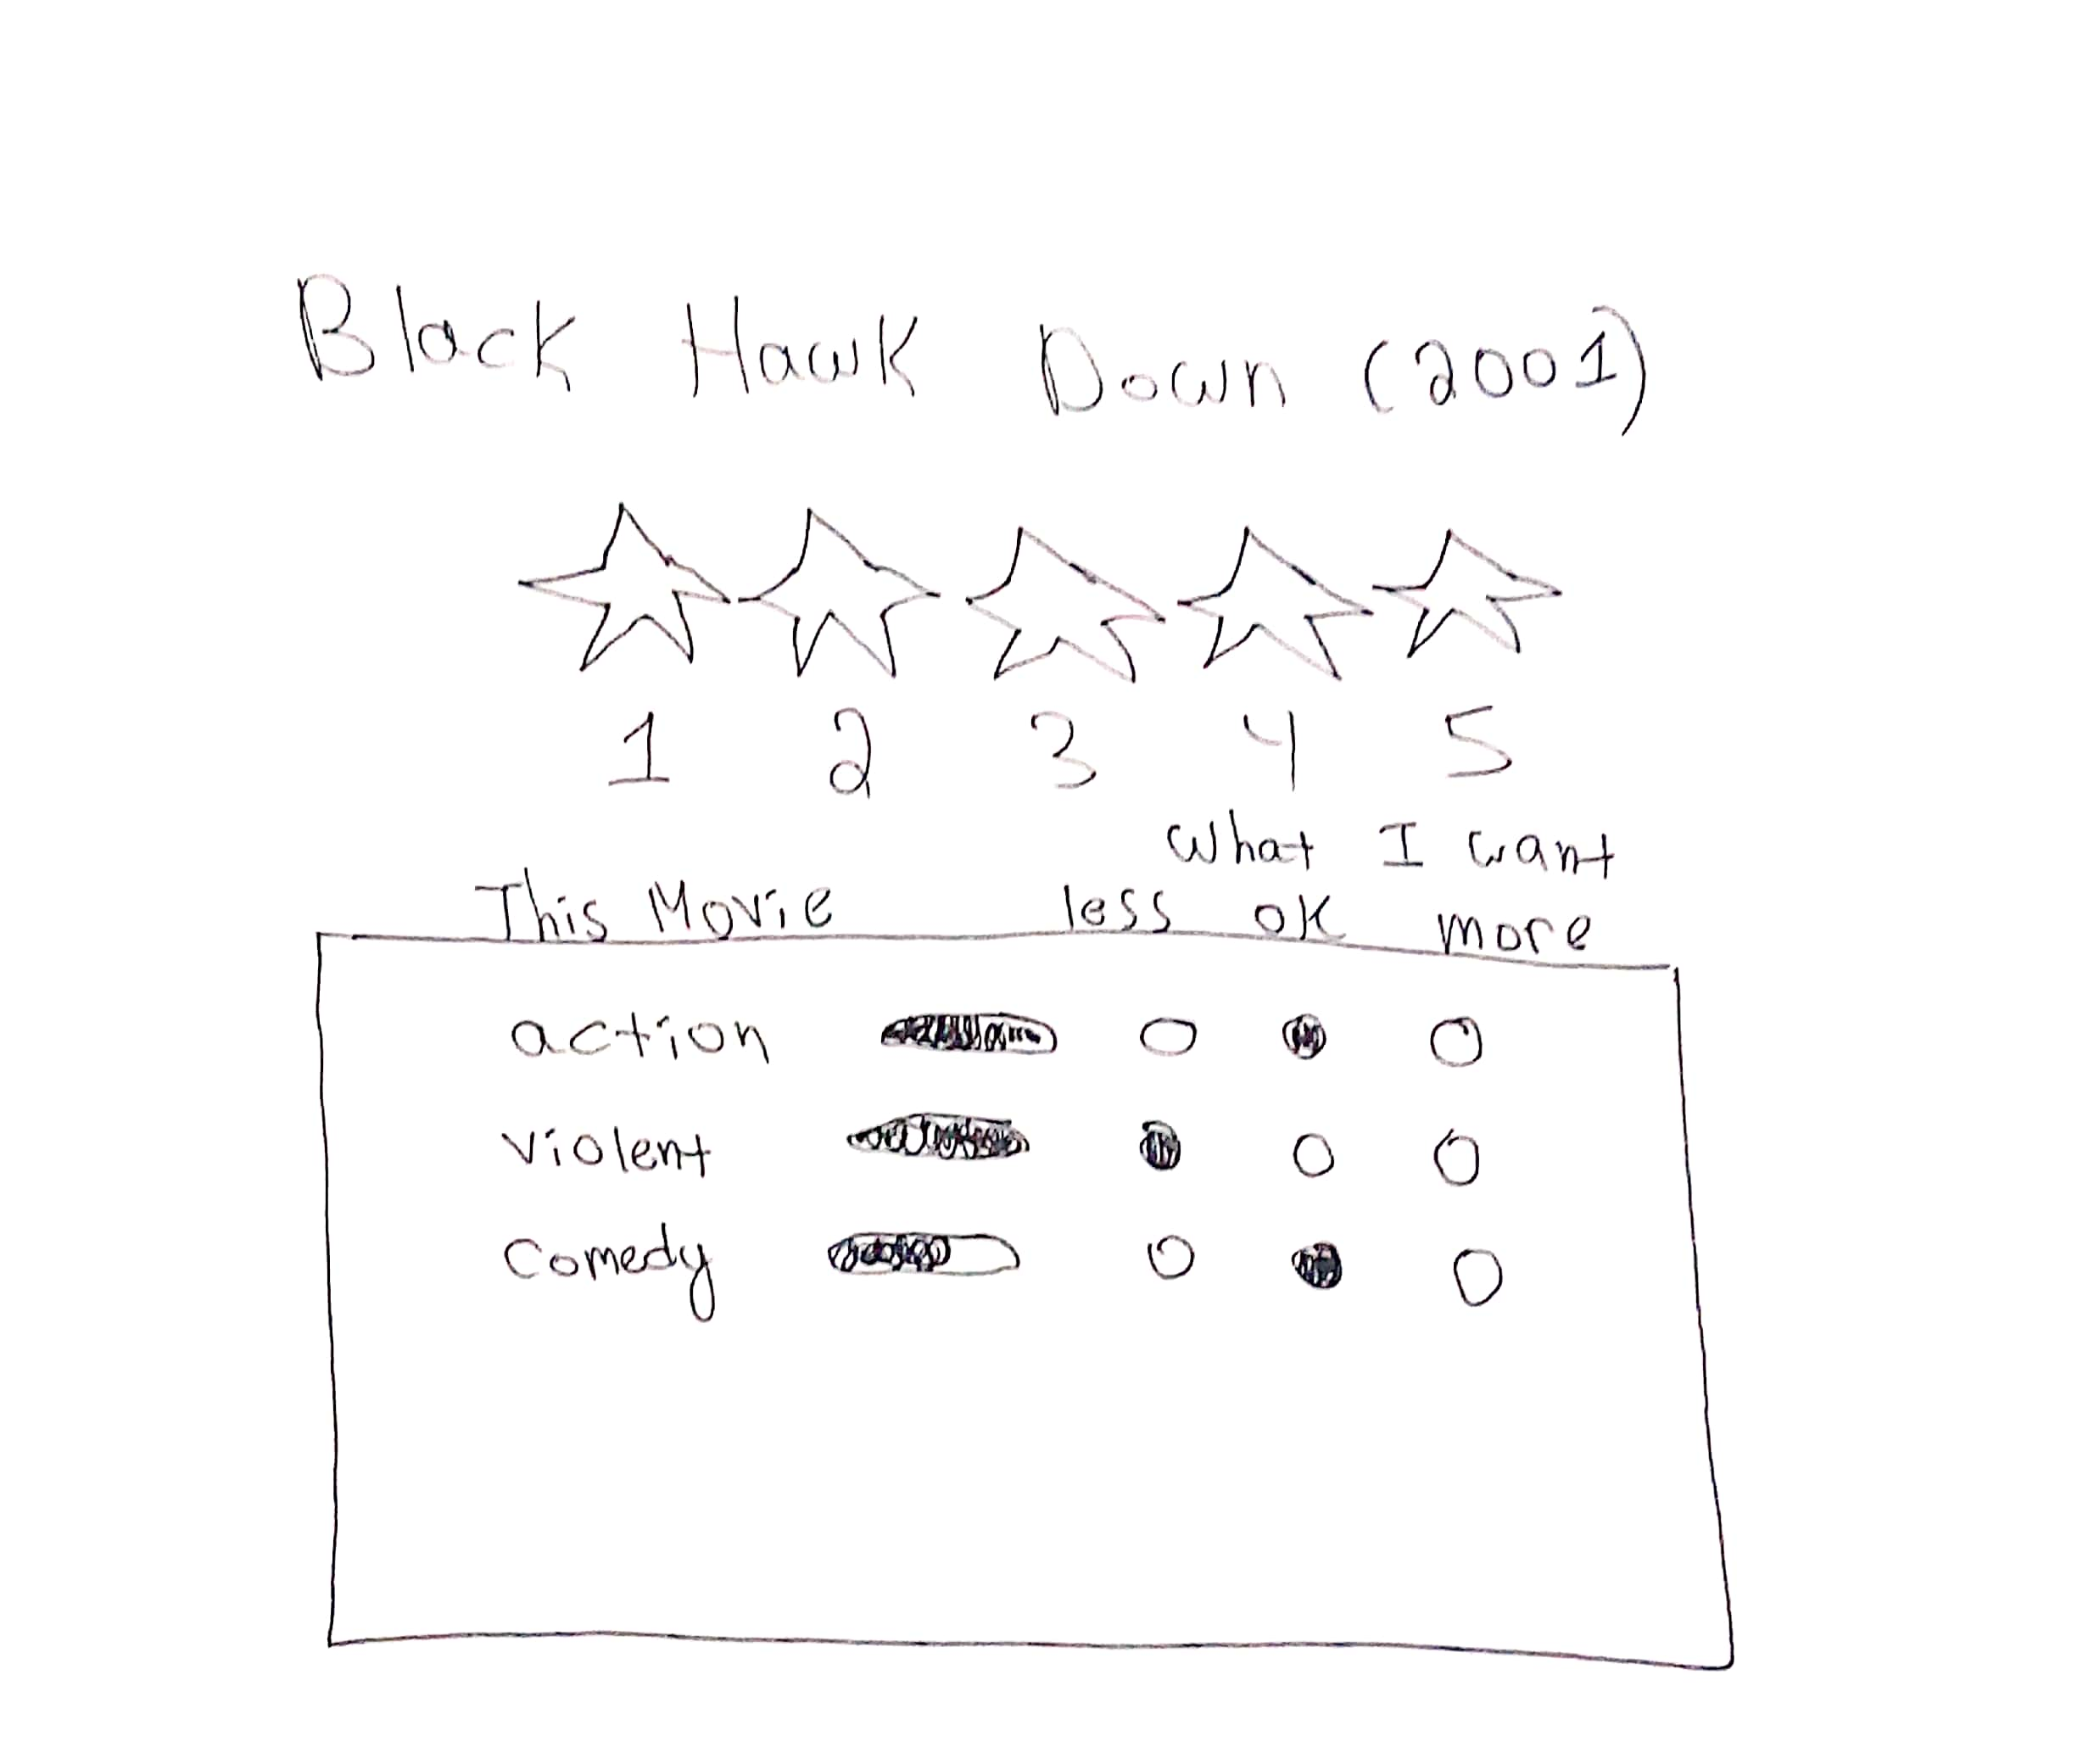 Black Hawk Down (2001)
1 2 3 4 5
What I want
This Movie less ok more
action
violent
Comedy